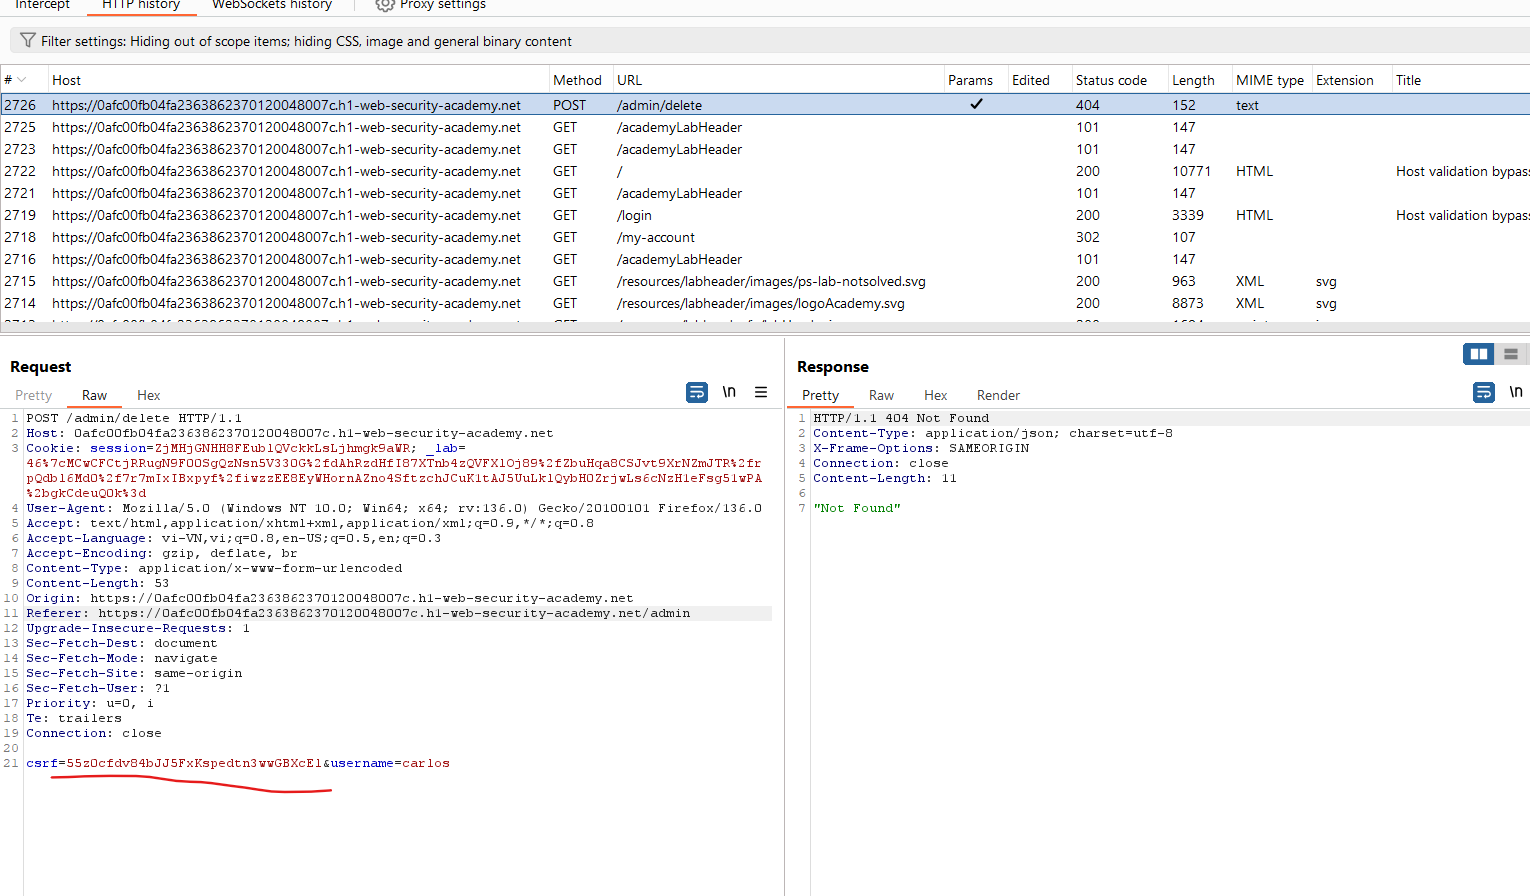 Intercept HTTP history WebSockets history Proxy settings
Filter settings: Hiding out of scope items; hiding CSS, image and general binary content
# Host Method URL Params Edited Status code Length MIME type Extension Title
2726 https://0afc00fb04fa2363862370120048007c.h1-web-security-academy.net POST /admin/delete ✓ 404 152 text
2725 https://0afc00fb04fa2363862370120048007c.h1-web-security-academy.net GET /academyLabHeader 101 147
2723 https://0afc00fb04fa2363862370120048007c.h1-web-security-academy.net GET /academyLabHeader 101 147
2722 https://0afc00fb04fa2363862370120048007c.h1-web-security-academy.net GET / 200 10771 HTML Host validation bypass
2721 https://0afc00fb04fa2363862370120048007c.h1-web-security-academy.net GET /academyLabHeader 101 147
2719 https://0afc00fb04fa2363862370120048007c.h1-web-security-academy.net GET /login 200 3339 HTML Host validation bypass
2718 https://0afc00fb04fa2363862370120048007c.h1-web-security-academy.net GET /my-account 302 107
2716 https://0afc00fb04fa2363862370120048007c.h1-web-security-academy.net GET /academyLabHeader 101 147
2715 https://0afc00fb04fa2363862370120048007c.h1-web-security-academy.net GET /resources/labheader/images/ps-lab-notsolved.svg 200 963 XML svg
2714 https://0afc00fb04fa2363862370120048007c.h1-web-security-academy.net GET /resources/labheader/images/logoAcademy.svg 200 8873 XML svg
Request
Pretty Raw Hex \n
1 POST /admin/delete HTTP/1.1
2 Host: 0afc00fb04fa2363862370120048007c.h1-web-security-academy.net
3 Cookie: session=ZjMHjGNHH8FEub1QVckkLsLjhmgk9aWR; _lab=
46%7cMCwCFCtjRRugN9F00SgQzNsn5V330G%2fdAhRzdHfI87XTnb4zQVFX10j89%2fZbuHqa8CSJvt9XrNZmJTR%2fr
pQdb16Md0%2f7r7mIxIBxpyf%2fiwzzEE8EyWHornAZno4SftzchJCuK1tAJ5UuLk1QybH0ZrjwLs6cNzH1eFsg51wPA
%2bgkCdeuQ0k%3d
4 User-Agent: Mozilla/5.0 (Windows NT 10.0; Win64; x64; rv:136.0) Gecko/20100101 Firefox/136.0
5 Accept: text/html,application/xhtml+xml,application/xml;q=0.9,*/*;q=0.8
6 Accept-Language: vi-VN,vi;q=0.8,en-US;q=0.5,en;q=0.3
7 Accept-Encoding: gzip, deflate, br
8 Content-Type: application/x-www-form-urlencoded
9 Content-Length: 53
10 Origin: https://0afc00fb04fa2363862370120048007c.h1-web-security-academy.net
11 Referer: https://0afc00fb04fa2363862370120048007c.h1-web-security-academy.net/admin
12 Upgrade-Insecure-Requests: 1
13 Sec-Fetch-Dest: document
14 Sec-Fetch-Mode: navigate
15 Sec-Fetch-Site: same-origin
16 Sec-Fetch-User: ?1
17 Priority: u=0, i
18 Te: trailers
19 Connection: close
20
21 csrf=55z0cfdv84bJJ5FxKspedtn3wwGBXcE1&username=carlos
Response
Pretty Raw Hex Render \n
1 HTTP/1.1 404 Not Found
2 Content-Type: application/json; charset=utf-8
3 X-Frame-Options: SAMEORIGIN
4 Connection: close
5 Content-Length: 11
6
7 "Not Found"